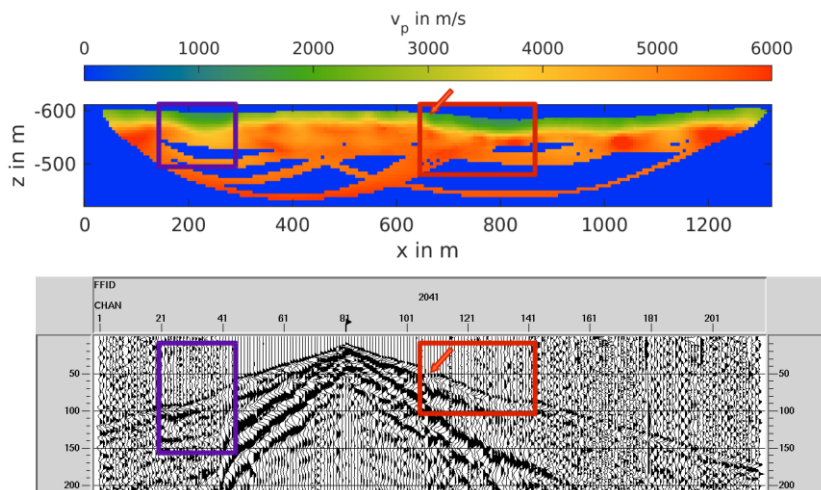 v_p in m/s
0 1000 2000 3000 4000 5000 6000
-600
-500
z in m
0 200 400 600 800 1000 1200
x in m
FFID
2041
CHAN
1 21 41 61 81 101 121 141 161 181 201
50 50
100 100
150 150
200 200